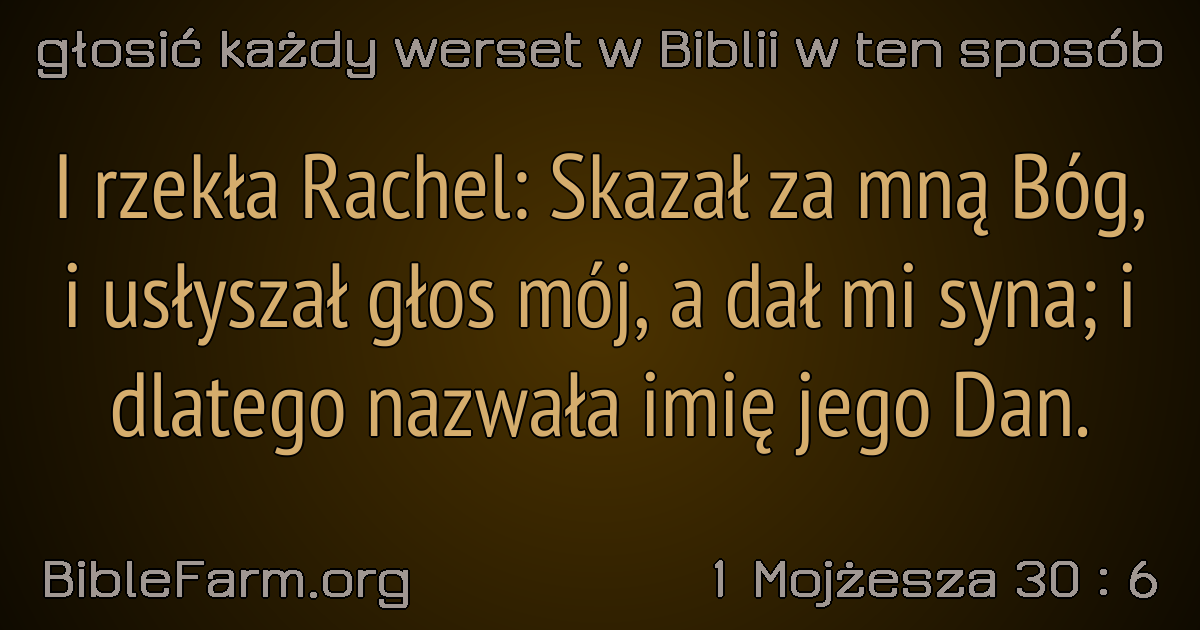 głosić każdy werset w Biblii w ten sposób
I rzekła Rachel: Skazał za mną Bóg,
i usłyszał głos mój, a dał mi syna; i
dlatego nazwała imię jego Dan.
BibleFarm.org
1 Mojżesza 30 : 6